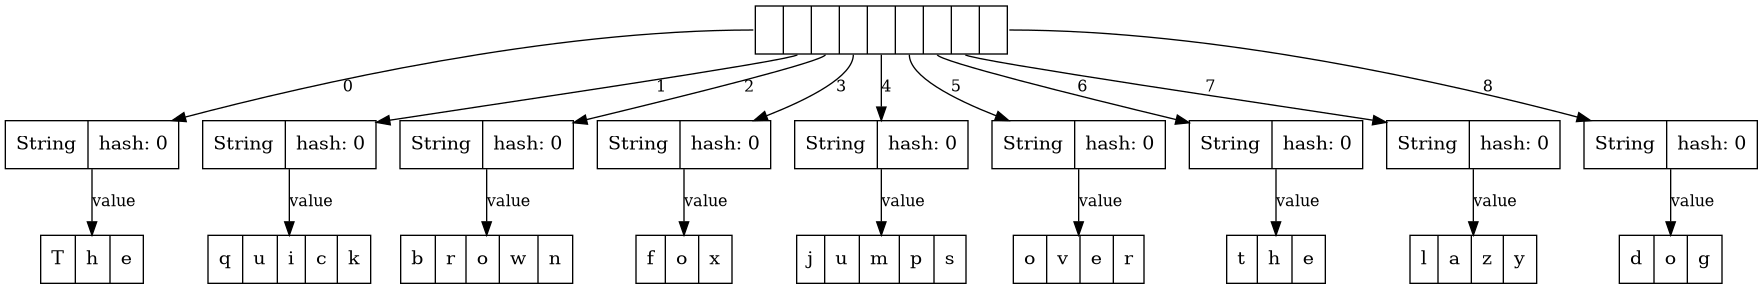 0 1 2 3 4 5 6 7 8
String hash: 0 String hash: 0 String hash: 0 String hash: 0 String hash: 0 String hash: 0 String hash: 0 String hash: 0 String hash: 0
value value value value value value value value value
T h e q u i c k b r o w n f o x j u m p s o v e r t h e l a z y d o g